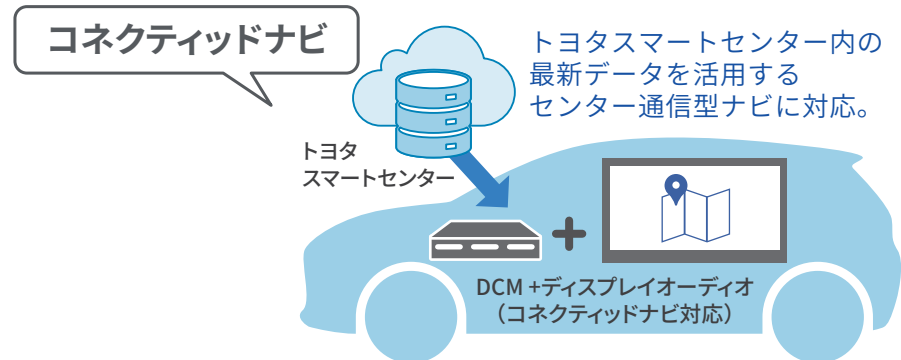 コネクティッドナビ
トヨタスマートセンター内の
最新データを活用する
センター通信型ナビに対応。
トヨタ
スマートセンター
DCM +ディスプレイオーディオ
（コネクティッドナビ対応）